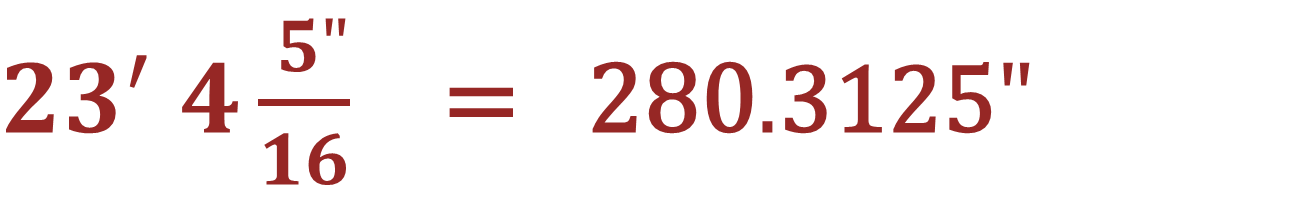 23′ 4 5"/16 = 280.3125"